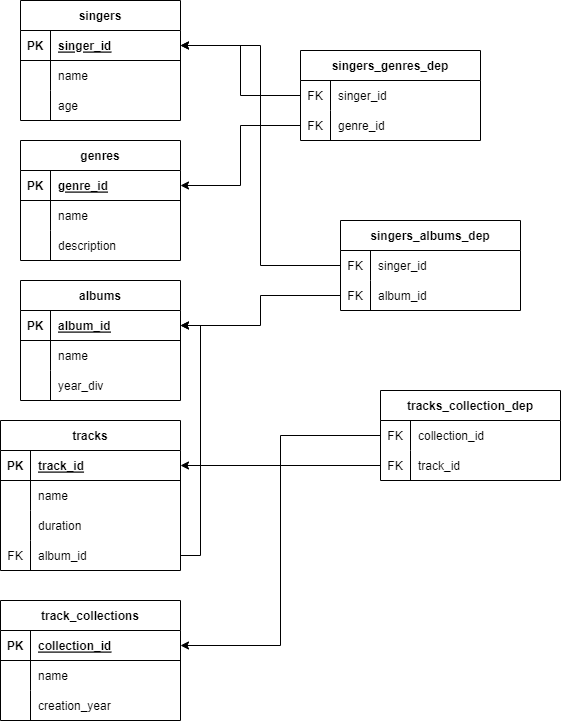 singers
PK singer_id
name
age
genres
PK genre_id
name
description
albums
PK album_id
name
year_div
tracks
PK track_id
name
duration
FK album_id
track_collections
PK collection_id
name
creation_year
singers_genres_dep
FK singer_id
FK genre_id
singers_albums_dep
FK singer_id
FK album_id
tracks_collection_dep
FK collection_id
FK track_id